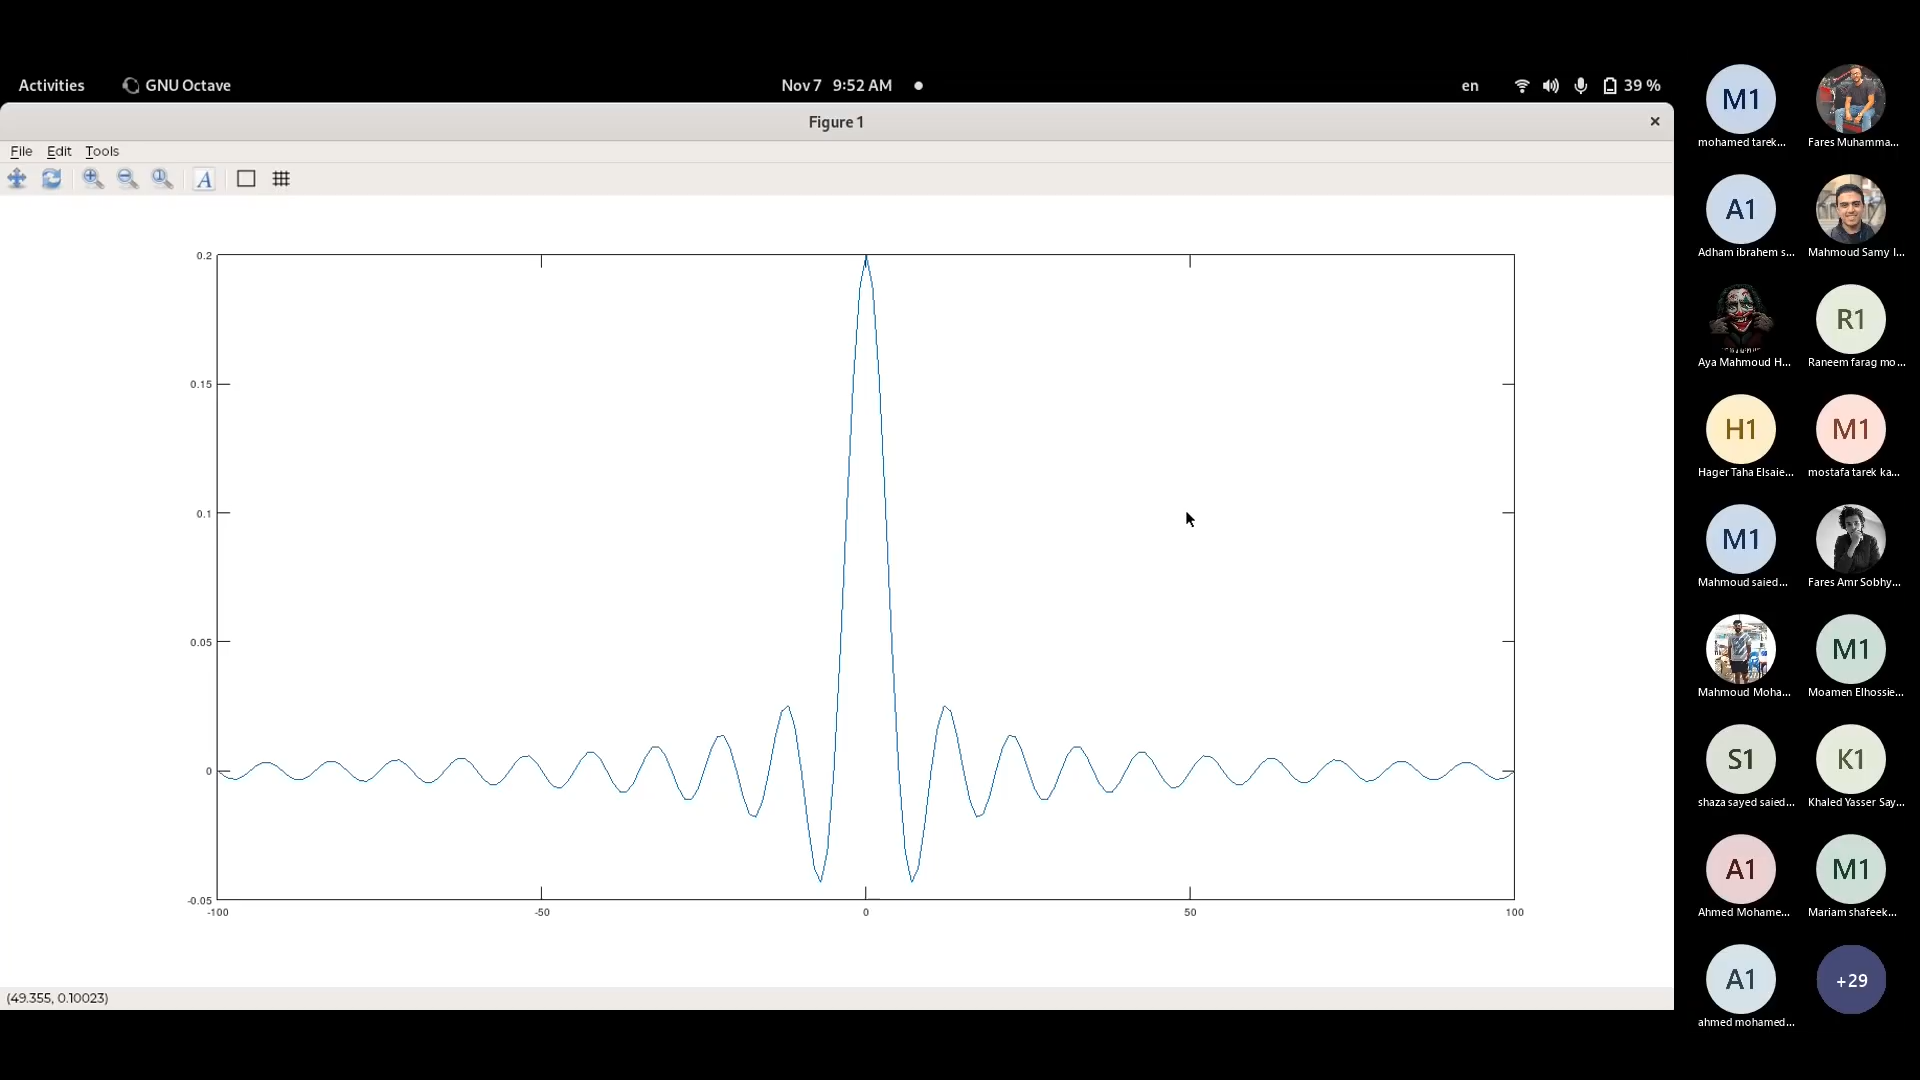 Activities GNU Octave Nov 7 9:52 AM en 39 %
Figure 1
File Edit Tools
0.2
0.15
0.1
0.05
0
-0.05
-100 -50 0 50 100
(49.355, 0.10023)
M1
mohamed tarek... Fares Muhamma...
A1
Adham ibrahem s... Mahmoud Samy I...
R1
Aya Mahmoud H... Raneem farag mo...
H1 M1
Hager Taha Elsaie... mostafa tarek ka...
M1
Mahmoud saied... Fares Amr Sobhy...
M1
Mahmoud Moha... Moamen Elhossie...
S1 K1
shaza sayed saied... Khaled Yasser Say...
A1 M1
Ahmed Mohame... Mariam shafeek...
A1 +29
ahmed mohamed...